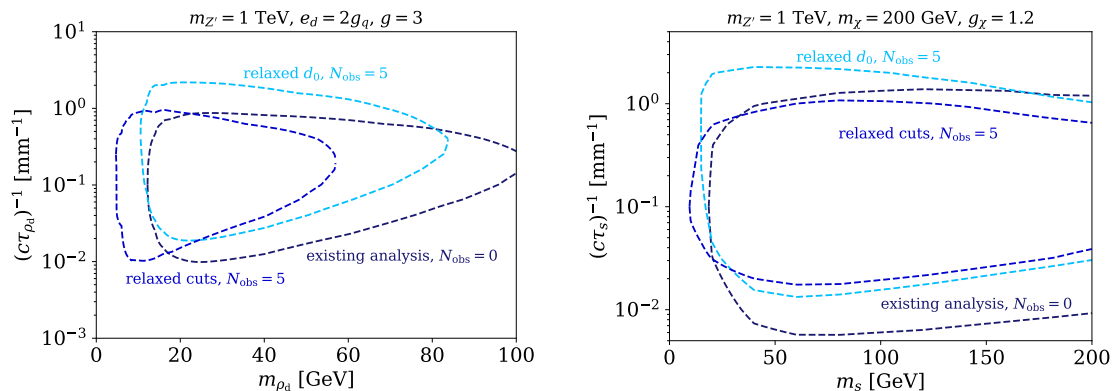 m_{Z'} = 1 TeV, e_d = 2g_q, g = 3
(cτ_{ρ_d})^{−1} [mm^{−1}]
10^1
10^0
10^{−1}
10^{−2}
10^{−3}
relaxed d_0, N_obs = 5
existing analysis, N_obs = 0
relaxed cuts, N_obs = 5
0 20 40 60 80 100
m_{ρ_d} [GeV]
m_{Z'} = 1 TeV, m_χ = 200 GeV, g_χ = 1.2
(cτ_s)^{−1} [mm^{−1}]
10^0
10^{−1}
10^{−2}
relaxed d_0, N_obs = 5
relaxed cuts, N_obs = 5
existing analysis, N_obs = 0
0 50 100 150 200
m_s [GeV]